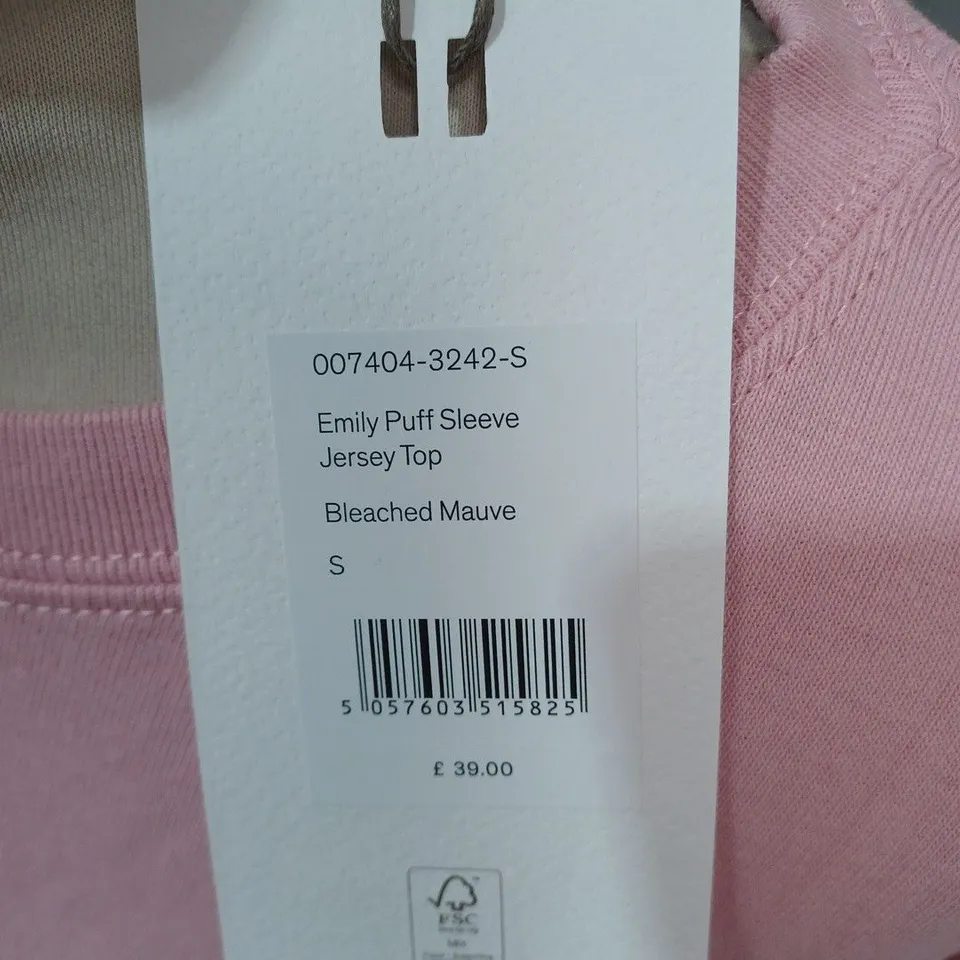 007404-3242-S
Emily Puff Sleeve
Jersey Top
Bleached Mauve
S
5 057603 515825
£ 39.00
FSC